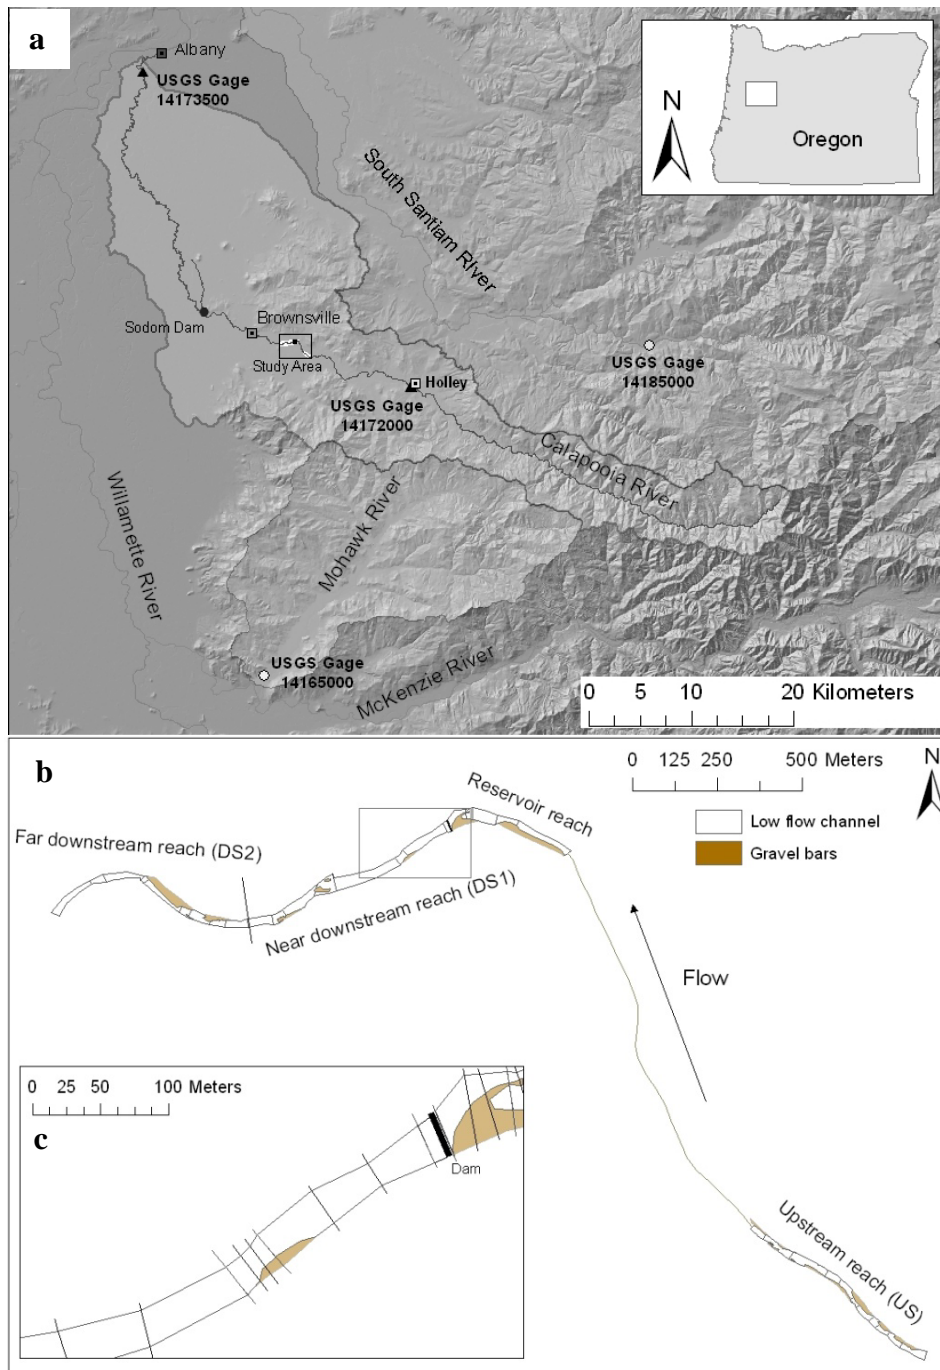 a
Albany
USGS Gage
14173500
N
Oregon
South Santiam River
Sodom Dam
Brownsville
Study Area
USGS Gage
14185000
Holley
USGS Gage
14172000
Calapooia River
Willamette River
Mohawk River
USGS Gage
14165000
McKenzie River
0 5 10 20 Kilometers
b
0 125 250 500 Meters
N
Low flow channel
Gravel bars
Reservoir reach
Far downstream reach (DS2)
Near downstream reach (DS1)
Flow
Upstream reach (US)
0 25 50 100 Meters
c
Dam